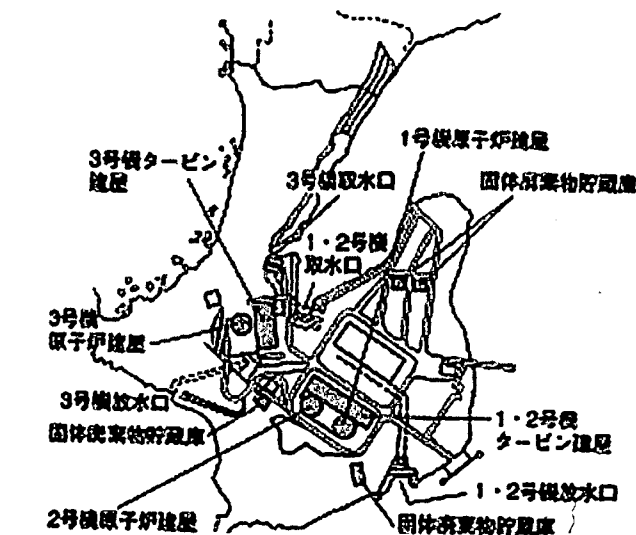 1号機原子炉建屋
3号機タービン
建屋
3号機取水口
固体廃棄物貯蔵庫
1・2号機
取水口
3号機
原子炉建屋
3号機放水口
固体廃棄物貯蔵庫
1・2号機
タービン建屋
1・2号機放水口
2号機原子炉建屋
固体廃棄物貯蔵庫